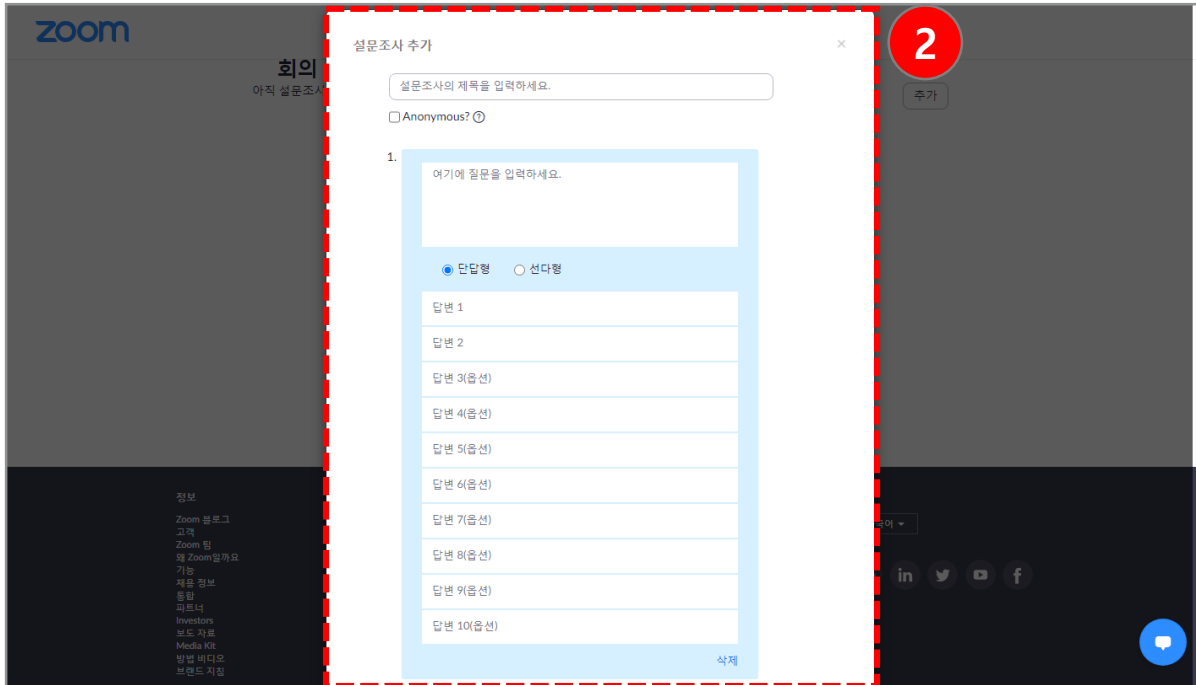 zoom
회의
아직 설문조사
추가
2
설문조사 추가
×
설문조사의 제목을 입력하세요.
Anonymous? ?
1.
여기에 질문을 입력하세요.
단답형 선다형
답변 1
답변 2
답변 3(옵션)
답변 4(옵션)
답변 5(옵션)
답변 6(옵션)
답변 7(옵션)
답변 8(옵션)
답변 9(옵션)
답변 10(옵션)
삭제
정보
Zoom 블로그
고객
Zoom 팀
왜 Zoom일까요
기능
채용 정보
통합
파트너
Investors
보도 자료
Media Kit
방법 비디오
브랜드 지침
국어
in
f